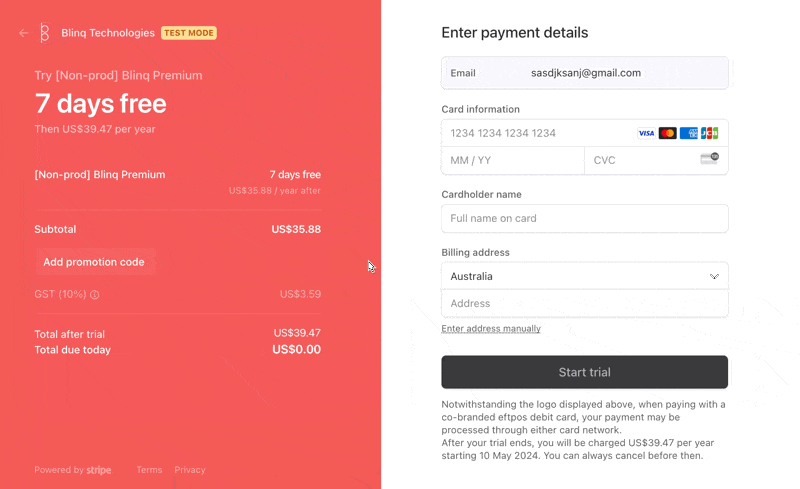 Blinq Technologies TEST MODE
Try [Non-prod] Blinq Premium
7 days free
Then US$39.47 per year
[Non-prod] Blinq Premium 7 days free
US$35.88 / year after
Subtotal US$35.88
Add promotion code
GST (10%) US$3.59
Total after trial US$39.47
Total due today US$0.00
Powered by stripe Terms Privacy
Enter payment details
Email sasdjksanj@gmail.com
Card information
1234 1234 1234 1234 VISA JCB
MM / YY CVC
Cardholder name
Full name on card
Billing address
Australia
Address
Enter address manually
Start trial
Notwithstanding the logo displayed above, when paying with a
co-branded eftpos debit card, your payment may be
processed through either card network.
After your trial ends, you will be charged US$39.47 per year
starting 10 May 2024. You can always cancel before then.